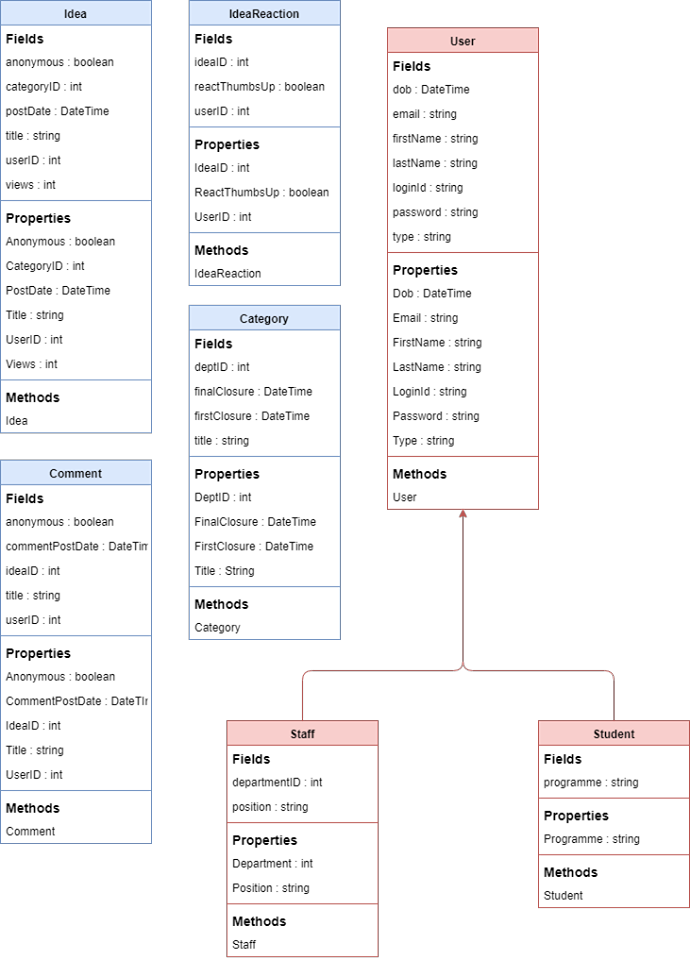 Idea
Fields
anonymous : boolean
categoryID : int
postDate : DateTime
title : string
userID : int
views : int
Properties
Anonymous : boolean
CategoryID : int
PostDate : DateTime
Title : string
UserID : int
Views : int
Methods
Idea
Comment
Fields
anonymous : boolean
commentPostDate : DateTim
ideaID : int
title : string
userID : int
Properties
Anonymous : boolean
CommentPostDate : DateTIr
IdeaID : int
Title : string
UserID : int
Methods
Comment
IdeaReaction
Fields
ideaID : int
reactThumbsUp : boolean
userID : int
Properties
IdeaID : int
ReactThumbsUp : boolean
UserID : int
Methods
IdeaReaction
Category
Fields
deptID : int
finalClosure : DateTime
firstClosure : DateTime
title : string
Properties
DeptID : int
FinalClosure : DateTime
FirstClosure : DateTime
Title : String
Methods
Category
User
Fields
dob : DateTime
email : string
firstName : string
lastName : string
loginId : string
password : string
type : string
Properties
Dob : DateTime
Email : string
FirstName : string
LastName : string
LoginId : string
Password : string
Type : string
Methods
User
Staff
Fields
departmentID : int
position : string
Properties
Department : int
Position : string
Methods
Staff
Student
Fields
programme : string
Properties
Programme : string
Methods
Student